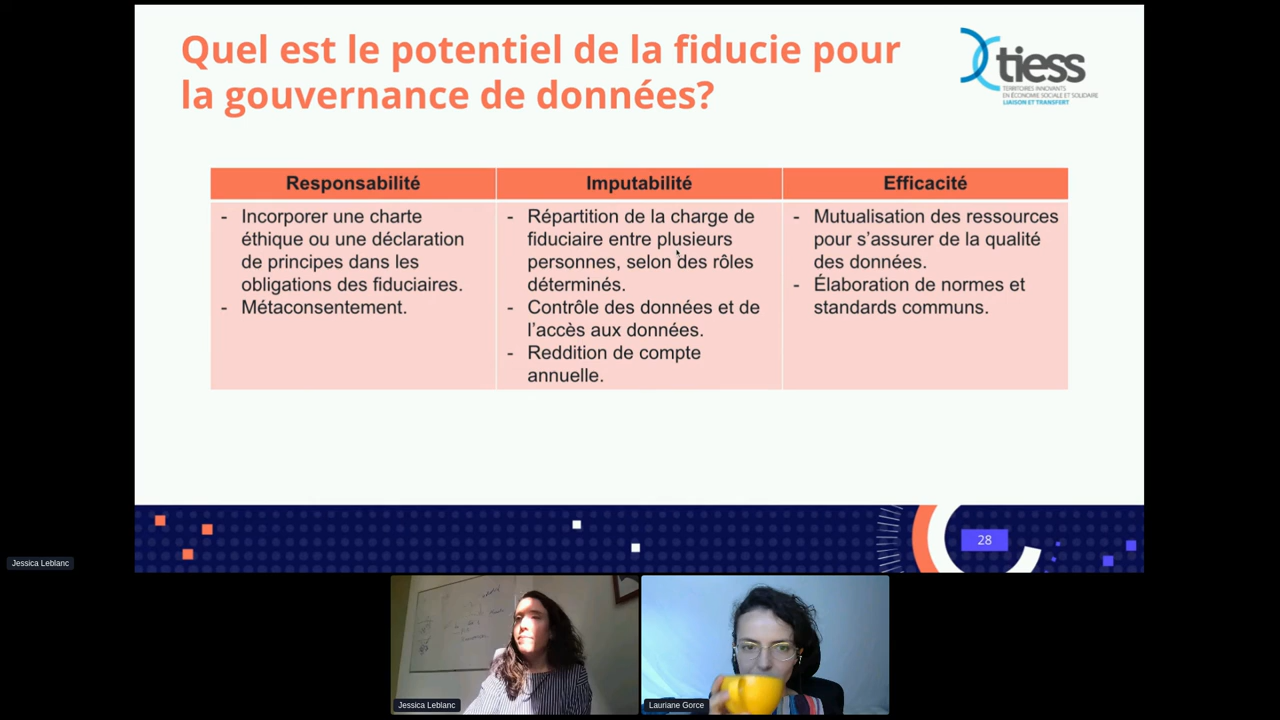 Quel est le potentiel de la fiducie pour
la gouvernance de données?
tiess
TERRITOIRES INNOVANTS
EN ÉCONOMIE SOCIALE ET SOLIDAIRE
LIAISON ET TRANSFERT
Responsabilité
- Incorporer une charte
éthique ou une déclaration
de principes dans les
obligations des fiduciaires.
- Métaconsentement.
Imputabilité
- Répartition de la charge de
fiduciaire entre plusieurs
personnes, selon des rôles
déterminés.
- Contrôle des données et de
l'accès aux données.
- Reddition de compte
annuelle.
Efficacité
- Mutualisation des ressources
pour s'assurer de la qualité
des données.
- Élaboration de normes et
standards communs.
28
Jessica Leblanc
Jessica Leblanc
Lauriane Gorce